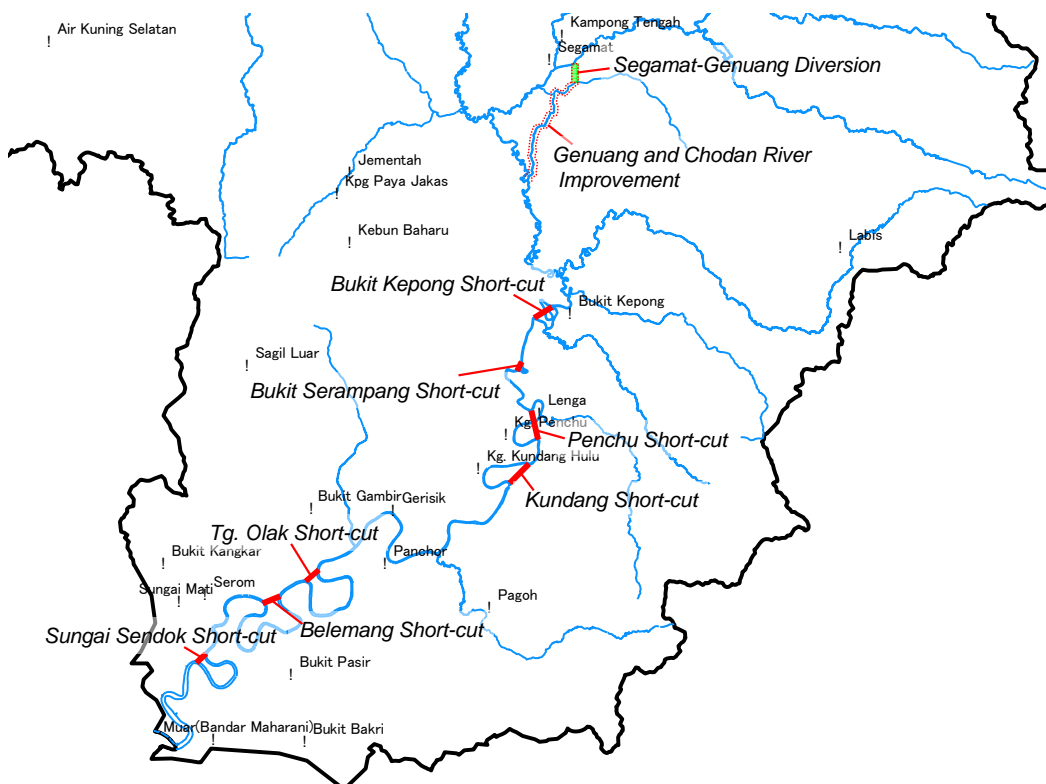 Kampong Tengah
Air Kuning Selatan
Segamat
Segamat-Genuang Diversion
Genuang and Chodan River
Improvement
Jementah
Kpg Paya Jakas
Kebun Baharu
Labis
Bukit Kepong Short-cut
Bukit Kepong
Sagil Luar
Bukit Serampang Short-cut
Lenga
Kg. Penchu
Penchu Short-cut
Kg. Kundang Hulu
Kundang Short-cut
Bukit Gambir
Gerisik
Tg. Olak Short-cut
Bukit Kangkar
Panchor
Sungai Mati
Serom
Pagoh
Belemang Short-cut
Sungai Sendok Short-cut
Bukit Pasir
Muar(Bandar Maharani)
Bukit Bakri